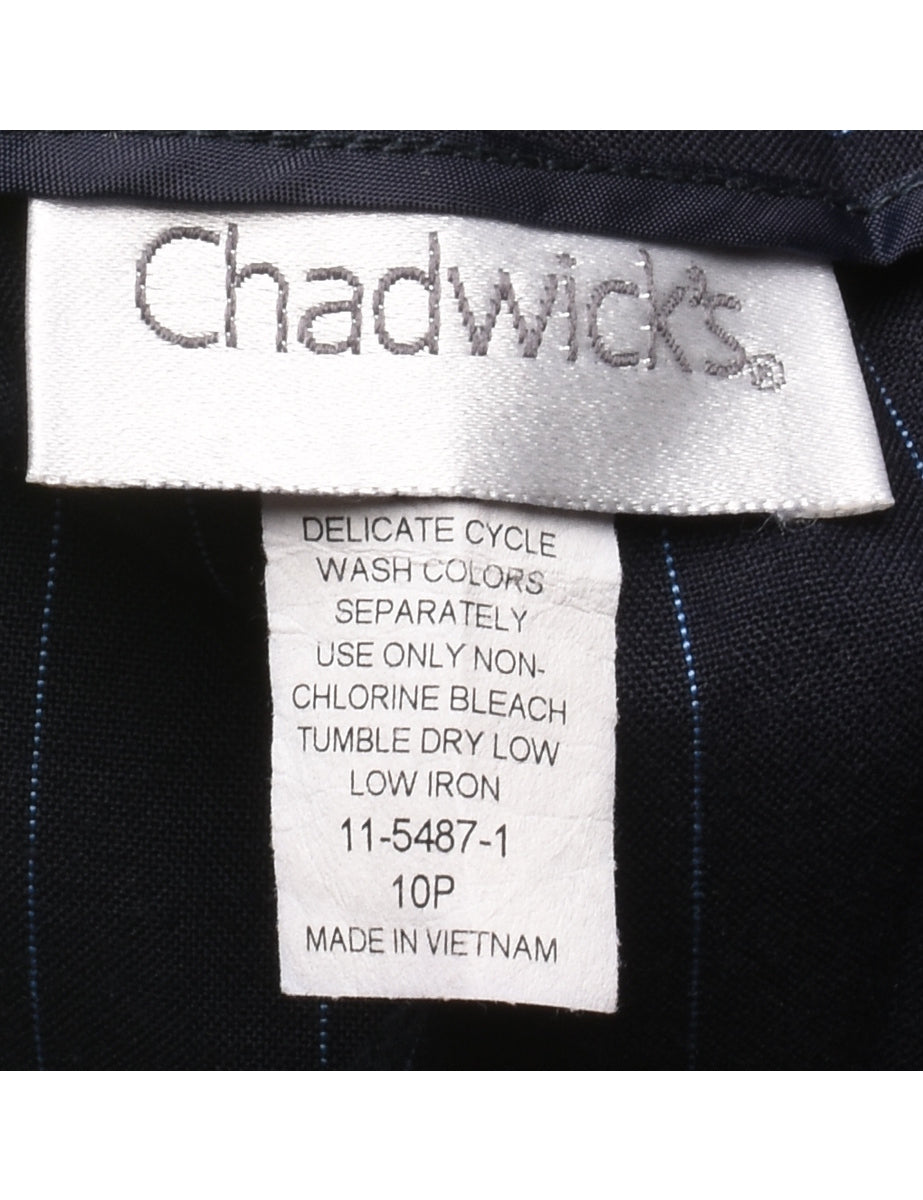 Chadwick's®
DELICATE CYCLE
WASH COLORS
SEPARATELY
USE ONLY NON-
CHLORINE BLEACH
TUMBLE DRY LOW
LOW IRON
11-5487-1
10P
MADE IN VIETNAM